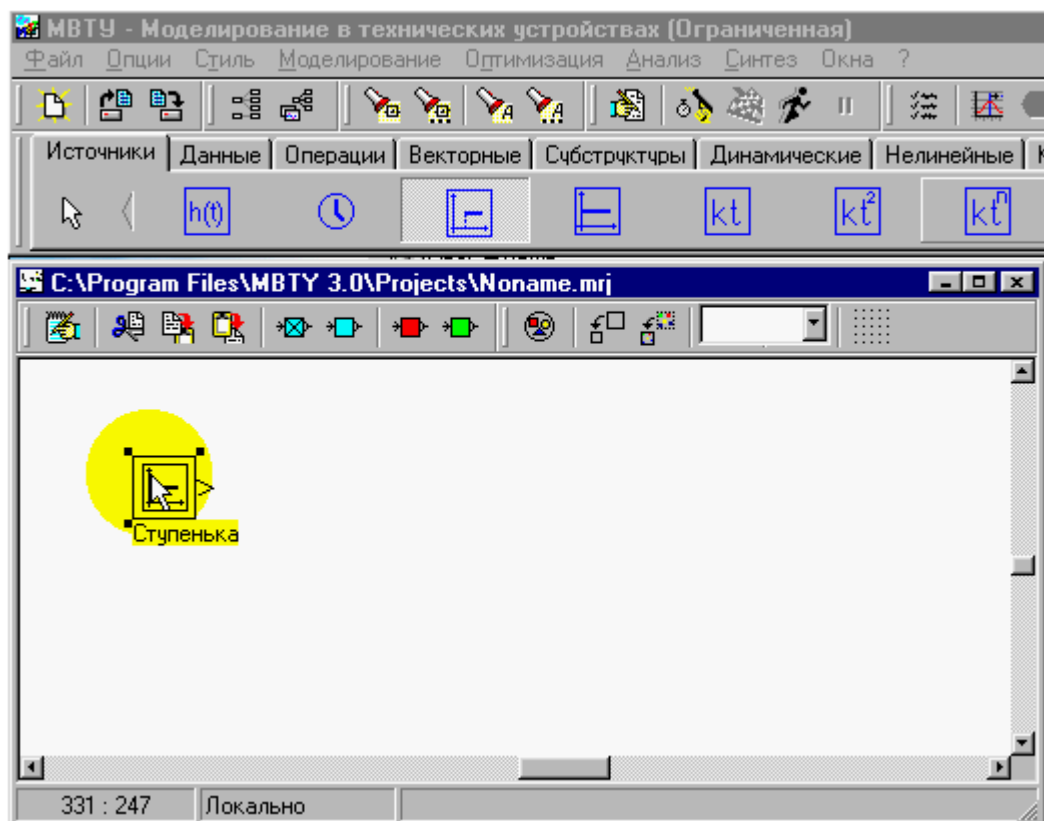 МВТУ - Моделирование в технических устройствах (Ограниченная)
Файл Опции Стиль Моделирование Оптимизация Анализ Синтез Окна ?
A A
Источники Данные Операции Векторные Субструктуры Динамические Нелинейные К
h(t) kt kt² ktⁿ
C:\Program Files\MBTY 3.0\Projects\Noname.mrj
Ступенька
331 : 247 Локально